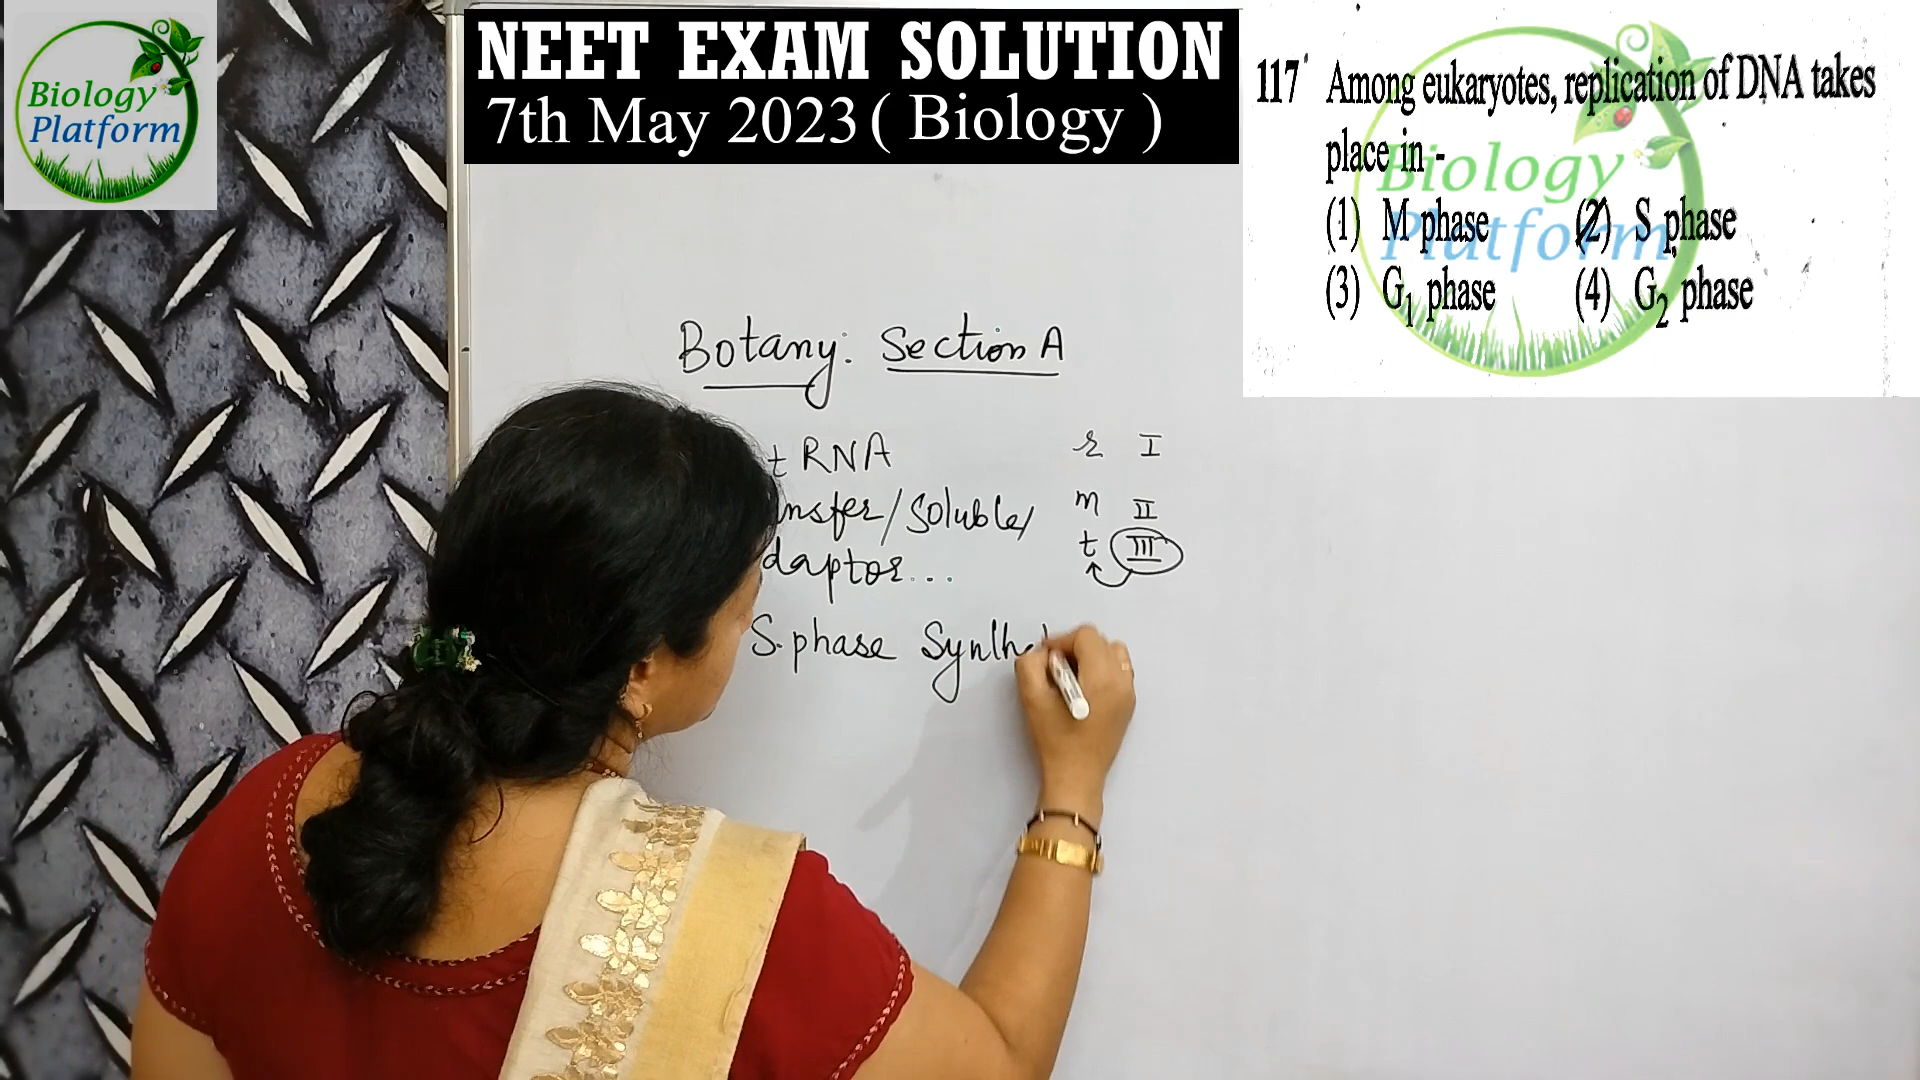 Biology
Platform
NEET EXAM SOLUTION
7th May 2023 ( Biology )
117 Among eukaryotes, replication of DNA takes
place in -
(1) M phase (2) S phase
(3) G1 phase (4) G2 phase
Biology
Platform
Botany: Section A
t RNA r I
nsfer/Soluble/ m II
daptor... t III
S.phase Synth